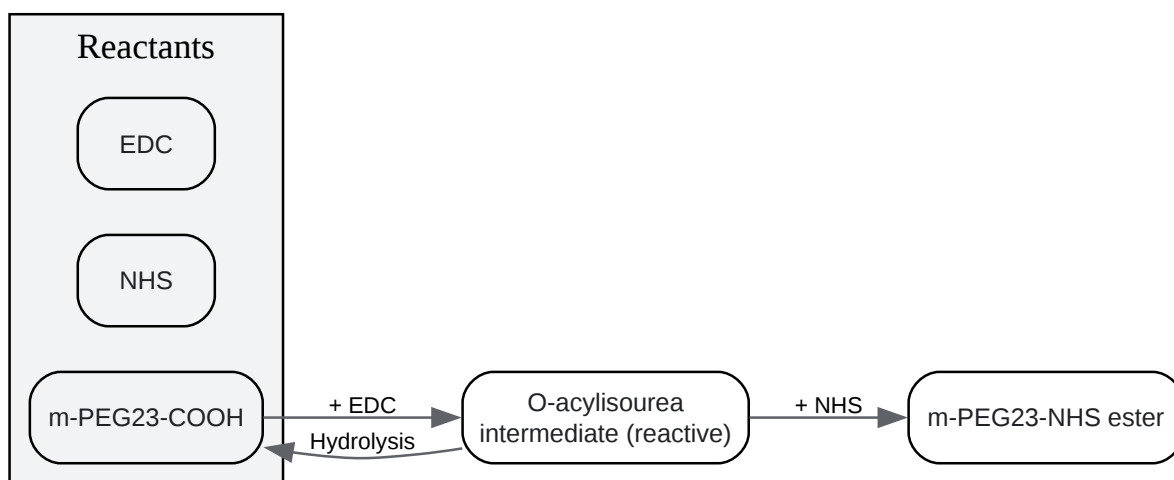 Reactants
EDC
NHS
m-PEG23-COOH
+ EDC
Hydrolysis
O-acylisourea
intermediate (reactive)
+ NHS
m-PEG23-NHS ester